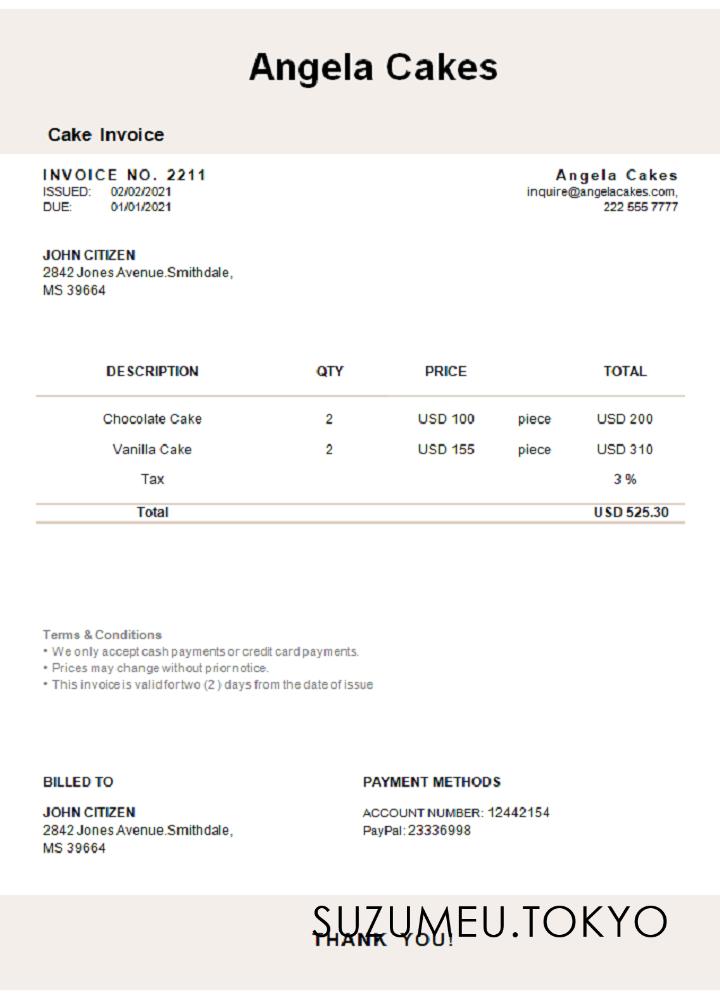 Angela Cakes
Cake Invoice
INVOICE NO. 2211
ISSUED: 02/02/2021
DUE: 01/01/2021
Angela Cakes
inquire@angelacakes.com,
222 555 7777
JOHN CITIZEN
2842 Jones Avenue.Smithdale,
MS 39664
DESCRIPTION QTY PRICE TOTAL
Chocolate Cake 2 USD 100 piece USD 200
Vanilla Cake 2 USD 155 piece USD 310
Tax 3 %
Total USD 525.30
Terms & Conditions
• We only accept cash payments or credit card payments.
• Prices may change without prior notice.
• This invoice is valid for two (2) days from the date of issue
BILLED TO
JOHN CITIZEN
2842 Jones Avenue.Smithdale,
MS 39664
PAYMENT METHODS
ACCOUNT NUMBER: 12442154
PayPal: 23336998
SUZUMEU.TOKYO
THANK YOU!